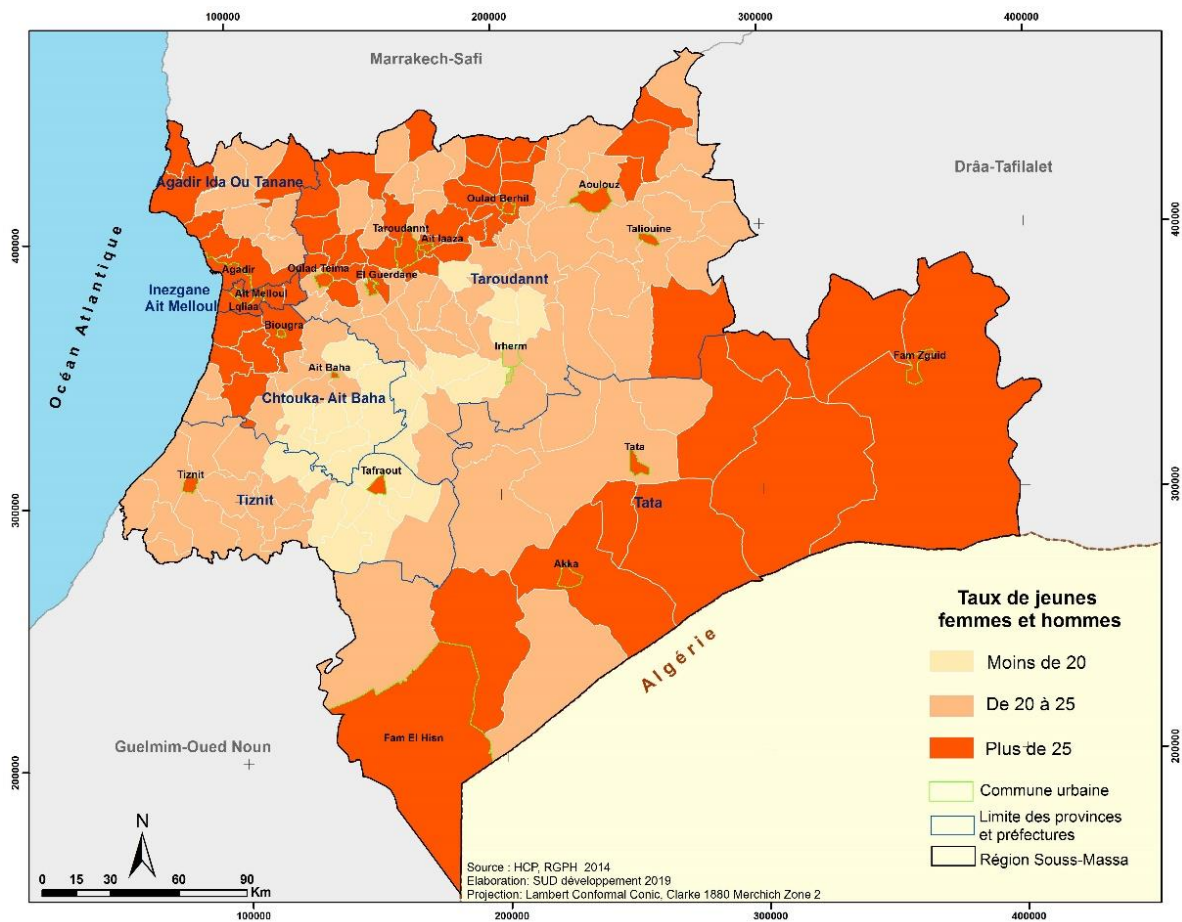 100000
200000
300000
400000
Marrakech-Safi
Drâa-Tafilalet
Agadir Ida Ou Tanane
Aoulouz
Oulad Berhil
Taliouine
Taroudannt
Ait Iaaza
400000
400000
Océan Atlantique
Agadir
Oulad Teima
El Guerdane
Taroudannt
Inezgane
Ait Melloul
Ait Melloul
Lqliaa
Biougra
Irherm
Fam Zguid
Ait Baha
Chtouka- Ait Baha
Tata
Tafraout
Tiznit
Tiznit
Tata
300000
300000
Akka
Algérie
Fam El Hisn
Guelmim-Oued Noun
200000
200000
Taux de jeunes
femmes et hommes
Moins de 20
De 20 à 25
Plus de 25
Commune urbaine
Limite des provinces
et préfectures
Région Souss-Massa
N
0 15 30 60 90
Km
Source : HCP, RGPH 2014
Elaboration: SUD développement 2019
Projection: Lambert Conformal Conic, Clarke 1880 Merchich Zone 2
100000
200000
300000
400000